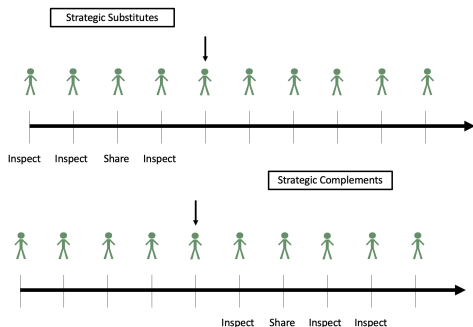 Strategic Substitutes
Inspect Inspect Share Inspect
Strategic Complements
Inspect Share Inspect Inspect